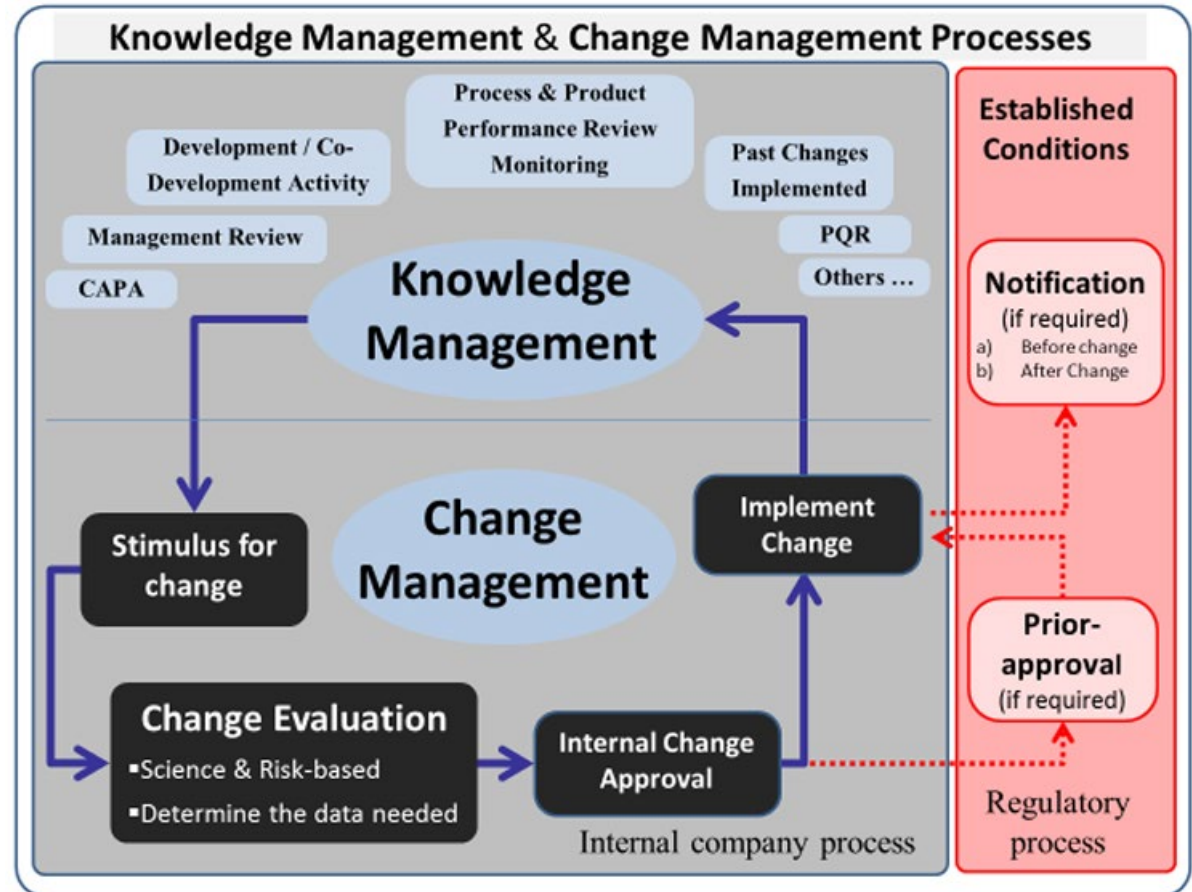 Knowledge Management & Change Management Processes
Process & Product
Performance Review
Monitoring
Development / Co-
Development Activity
Past Changes
Implemented
Management Review
PQR
CAPA
Others ...
Knowledge
Management
Change
Management
Stimulus for
change
Change Evaluation
▪Science & Risk-based
▪Determine the data needed
Internal Change
Approval
Implement
Change
Internal company process
Established
Conditions
Notification
(if required)
a) Before change
b) After Change
Prior-
approval
(if required)
Regulatory
process